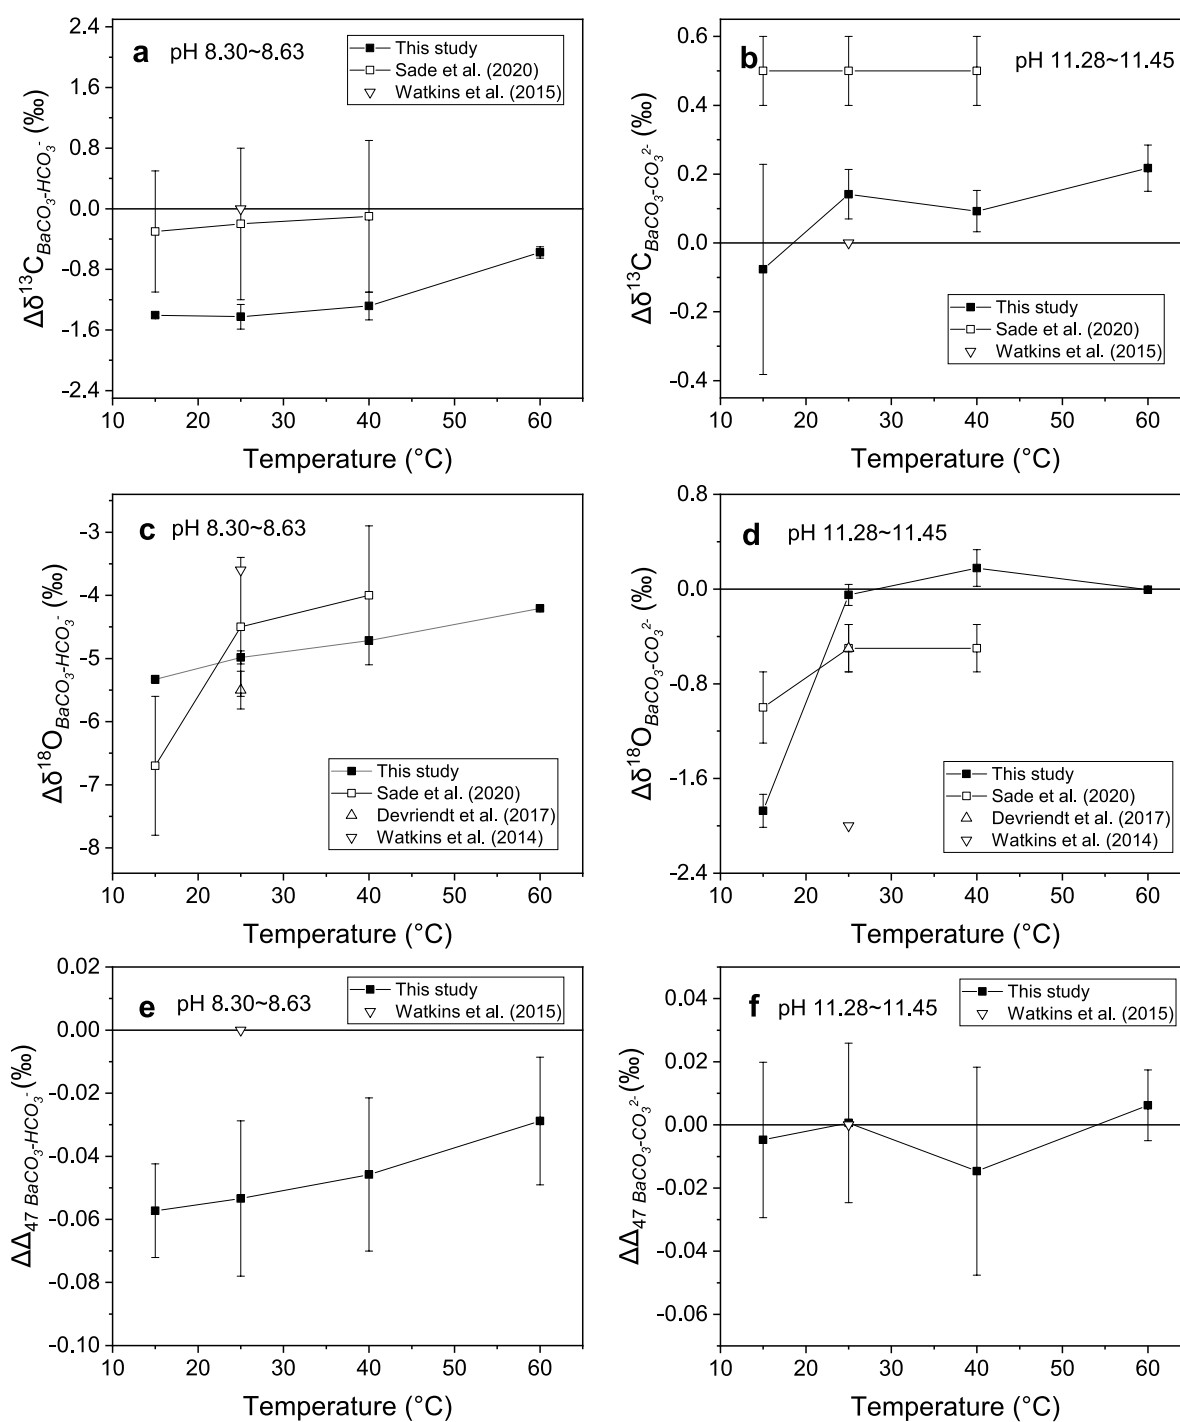 a pH 8.30~8.63
This study
Sade et al. (2020)
Watkins et al. (2015)
2.4
1.6
0.8
0.0
-0.8
-1.6
-2.4
Δδ¹³C BaCO₃-HCO₃⁻ (‰)
10 20 30 40 50 60
Temperature (°C)
b pH 11.28~11.45
This study
Sade et al. (2020)
Watkins et al. (2015)
0.6
0.4
0.2
0.0
-0.2
-0.4
Δδ¹³C BaCO₃-CO₃²⁻ (‰)
10 20 30 40 50 60
Temperature (°C)
c pH 8.30~8.63
This study
Sade et al. (2020)
Devriendt et al. (2017)
Watkins et al. (2014)
-3
-4
-5
-6
-7
-8
Δδ¹⁸O BaCO₃-HCO₃⁻ (‰)
10 20 30 40 50 60
Temperature (°C)
d pH 11.28~11.45
This study
Sade et al. (2020)
Devriendt et al. (2017)
Watkins et al. (2014)
0.8
0.0
-0.8
-1.6
-2.4
Δδ¹⁸O BaCO₃-CO₃²⁻ (‰)
10 20 30 40 50 60
Temperature (°C)
e pH 8.30~8.63
This study
Watkins et al. (2015)
0.02
0.00
-0.02
-0.04
-0.06
-0.08
-0.10
ΔΔ₄₇ BaCO₃-HCO₃⁻ (‰)
10 20 30 40 50 60
Temperature (°C)
f pH 11.28~11.45
This study
Watkins et al. (2015)
0.04
0.02
0.00
-0.02
-0.04
-0.06
ΔΔ₄₇ BaCO₃-CO₃²⁻ (‰)
10 20 30 40 50 60
Temperature (°C)